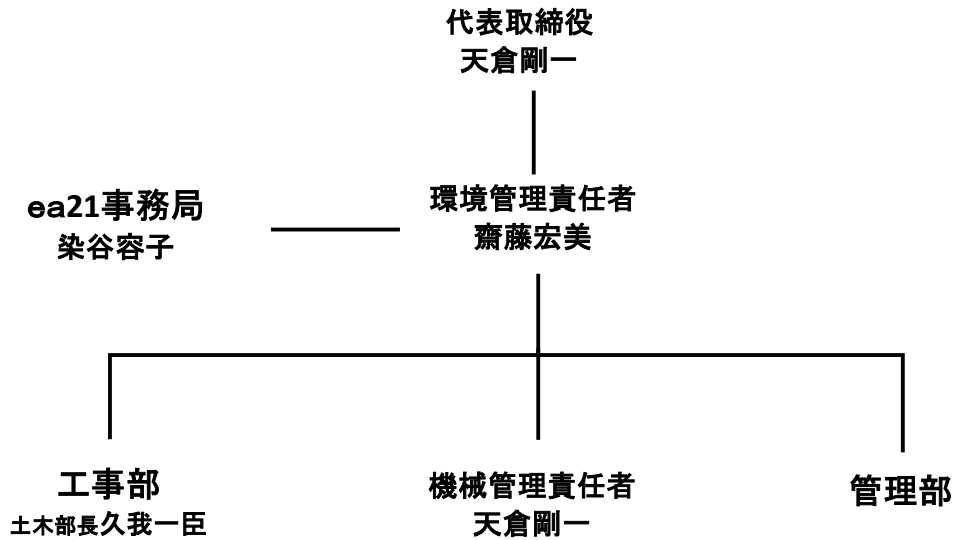 代表取締役
天倉剛一
環境管理責任者
齋藤宏美
ea21事務局
染谷容子
工事部
土木部長久我一臣
機械管理責任者
天倉剛一
管理部